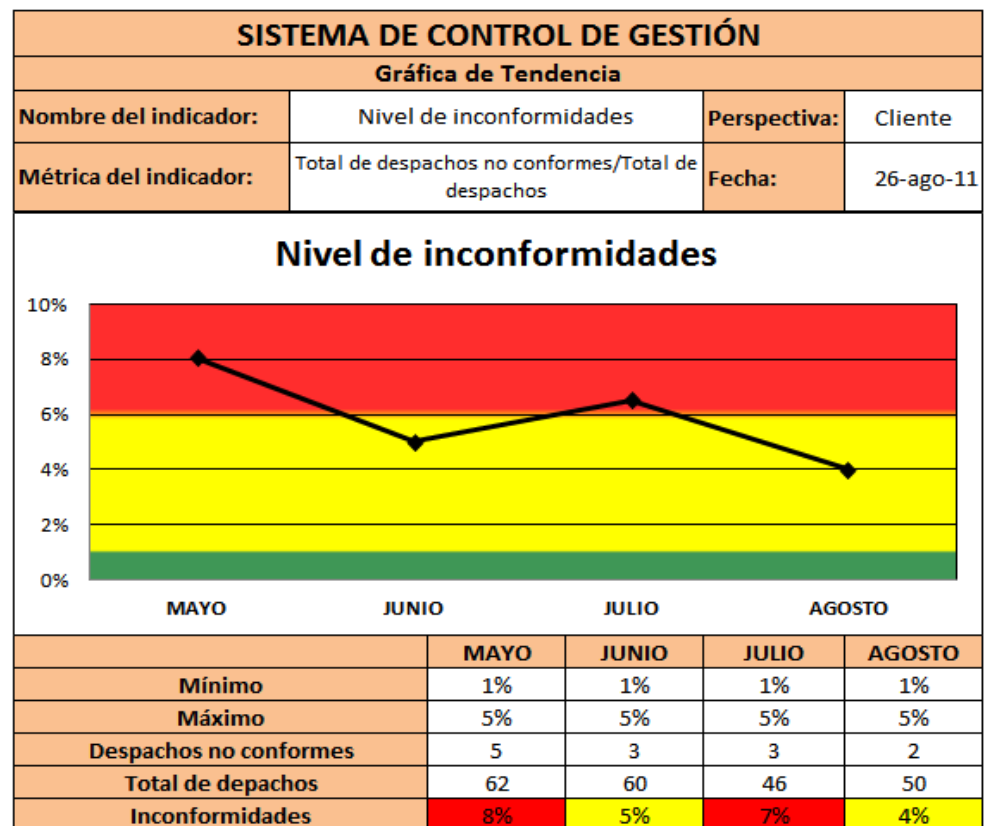 SISTEMA DE CONTROL DE GESTIÓN
Gráfica de Tendencia
Nombre del indicador: Nivel de inconformidades Perspectiva: Cliente
Métrica del indicador: Total de despachos no conformes/Total de despachos Fecha: 26-ago-11
Nivel de inconformidades
10%
8%
6%
4%
2%
0%
MAYO JUNIO JULIO AGOSTO
MAYO JUNIO JULIO AGOSTO
Mínimo 1% 1% 1% 1%
Máximo 5% 5% 5% 5%
Despachos no conformes 5 3 3 2
Total de depachos 62 60 46 50
Inconformidades 8% 5% 7% 4%